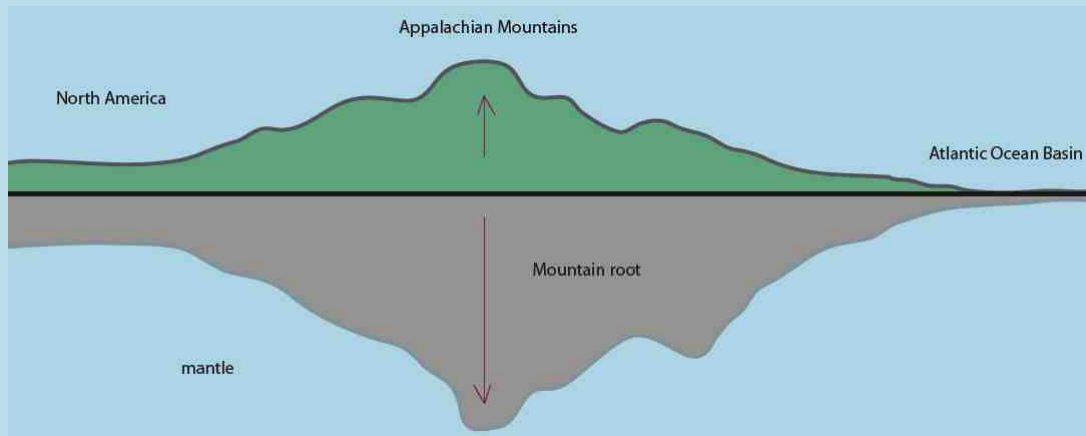 Appalachian Mountains
North America
Atlantic Ocean Basin
Mountain root
mantle